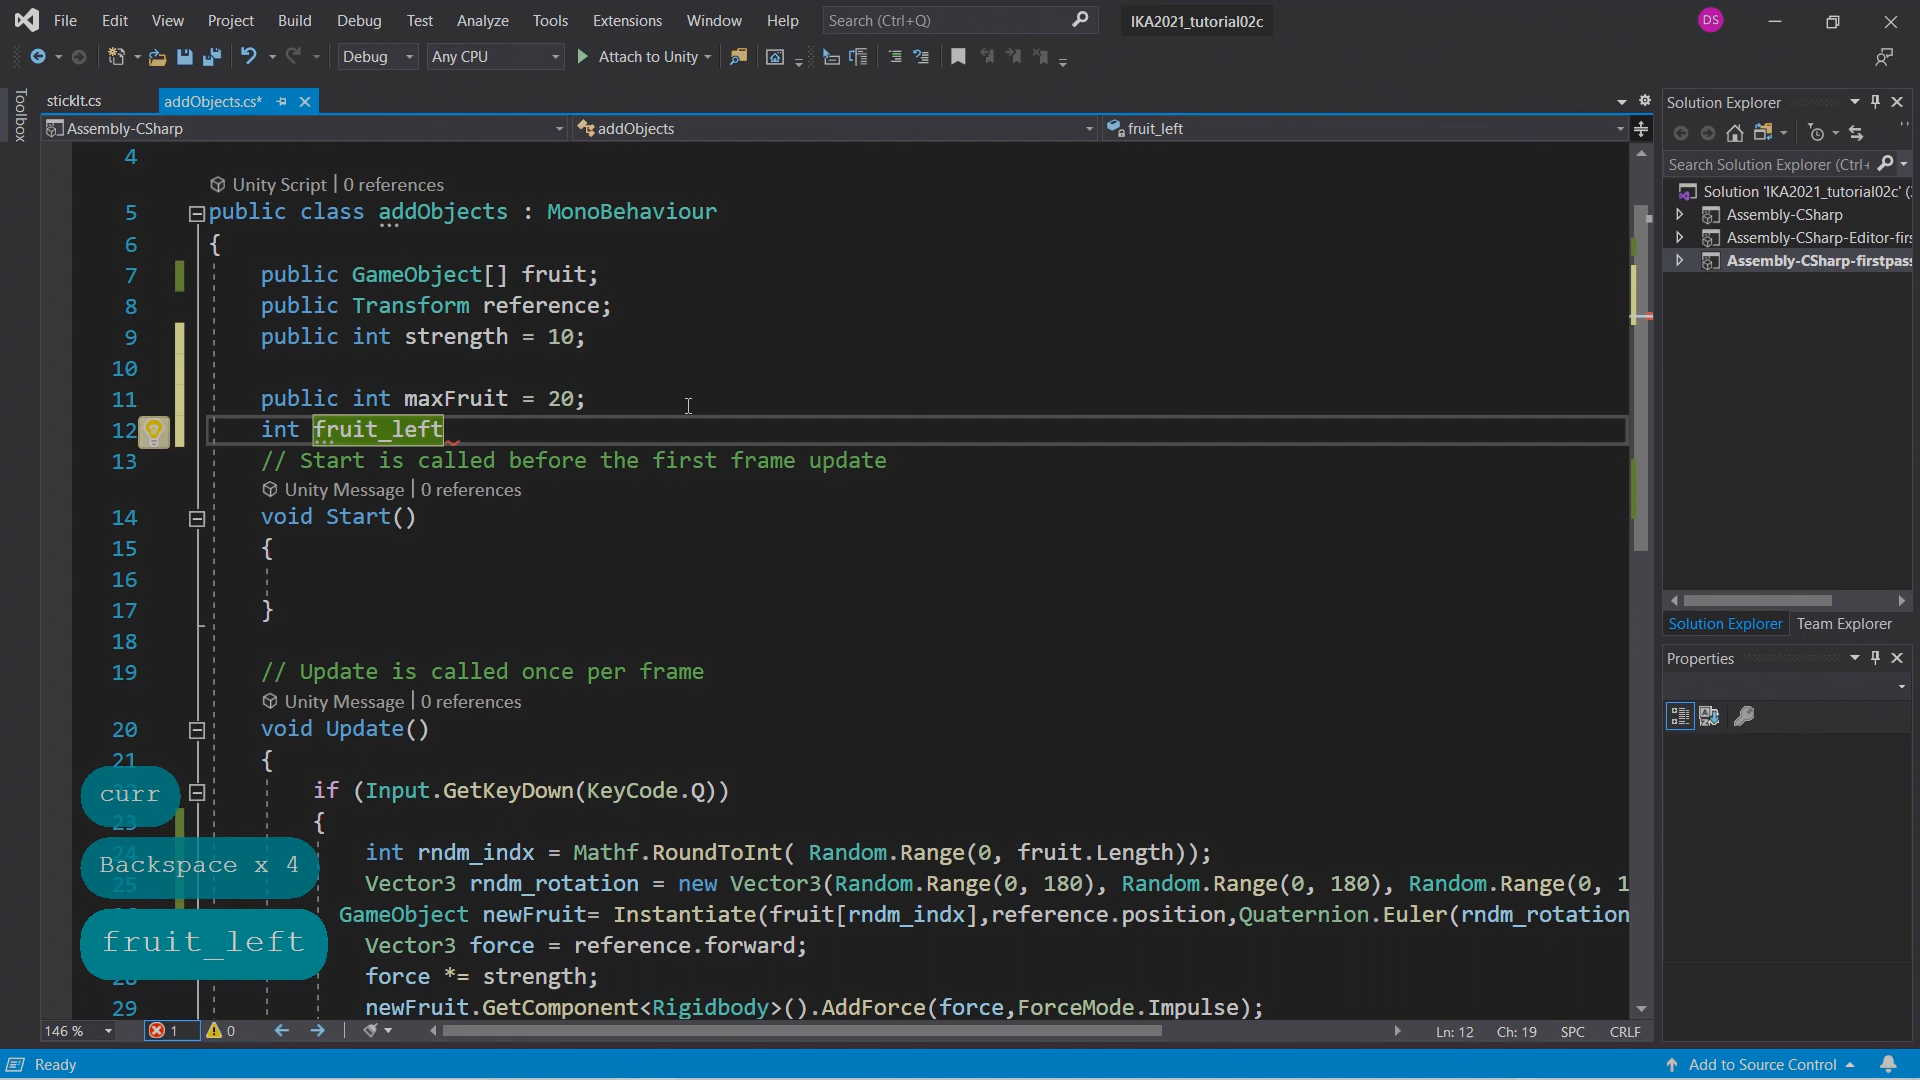 File Edit View Project Build Debug Test Analyze Tools Extensions Window Help Search (Ctrl+Q) IKA2021_tutorial02c DS
Debug Any CPU Attach to Unity
Toolbox
stickIt.cs addObjects.cs*
Assembly-CSharp addObjects fruit_left
4
Unity Script | 0 references
5 public class addObjects : MonoBehaviour
6 {
7 public GameObject[] fruit;
8 public Transform reference;
9 public int strength = 10;
10
11 public int maxFruit = 20;
12 int fruit_left
13 // Start is called before the first frame update
Unity Message | 0 references
14 void Start()
15 {
16
17 }
18
19 // Update is called once per frame
Unity Message | 0 references
20 void Update()
21 {
if (Input.GetKeyDown(KeyCode.Q))
23 {
24 int rndm_indx = Mathf.RoundToInt( Random.Range(0, fruit.Length));
25 Vector3 rndm_rotation = new Vector3(Random.Range(0, 180), Random.Range(0, 180), Random.Range(0, 1
GameObject newFruit= Instantiate(fruit[rndm_indx],reference.position,Quaternion.Euler(rndm_rotation
Vector3 force = reference.forward;
28 force *= strength;
29 newFruit.GetComponent<Rigidbody>().AddForce(force,ForceMode.Impulse);
curr
Backspace x 4
fruit_left
146 % 1 0 Ln: 12 Ch: 19 SPC CRLF
Ready Add to Source Control
Solution Explorer
Search Solution Explorer (Ctrl+
Solution 'IKA2021_tutorial02c' (
Assembly-CSharp
Assembly-CSharp-Editor-firs
Assembly-CSharp-firstpass
Solution Explorer Team Explorer
Properties